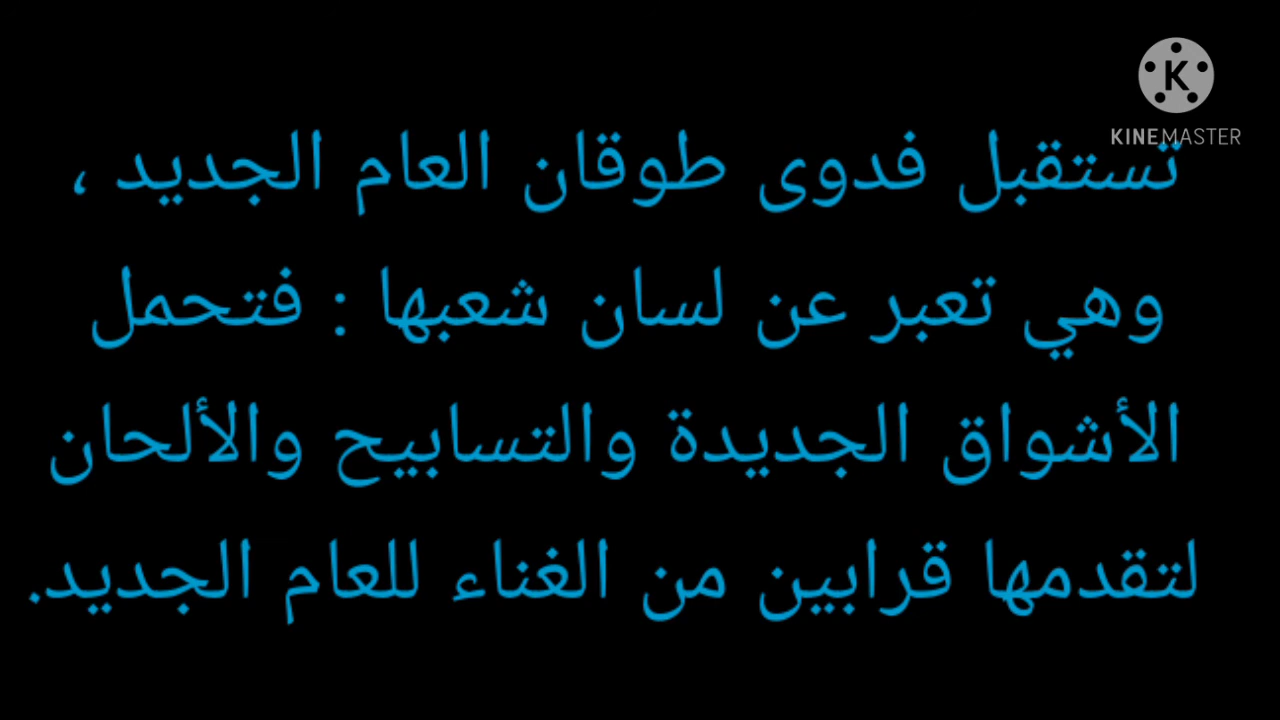 KINEMASTER
تستقبل فدوى طوقان العام الجديد ،
وهي تعبر عن لسان شعبها : فتحمل
الأشواق الجديدة والتسابيح والألحان
لتقدمها قرابين من الغناء للعام الجديد.